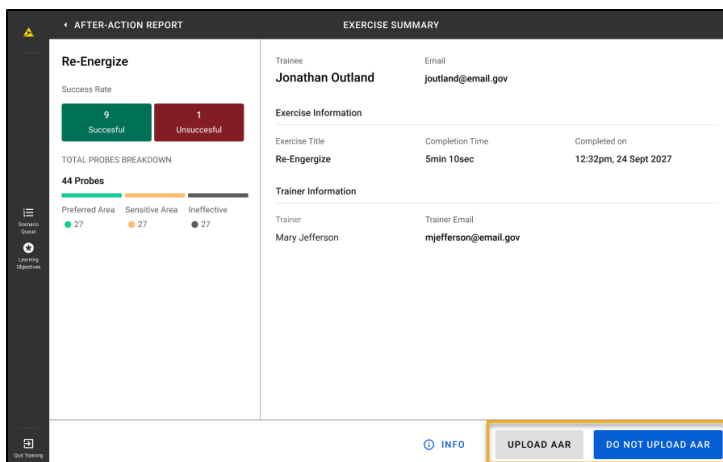 AFTER-ACTION REPORT
EXERCISE SUMMARY
Re-Energize
Success Rate
9
Succesful
1
Unsuccesful
TOTAL PROBES BREAKDOWN
44 Probes
Preferred Area Sensitive Area Ineffective
27 27 27
Trainee Email
Jonathan Outland joutland@email.gov
Exercise Information
Exercise Title Completion Time Completed on
Re-Engergize 5min 10sec 12:32pm, 24 Sept 2027
Trainer Information
Trainer Trainer Email
Mary Jefferson mjefferson@email.gov
Scenario
Queue
Learning
Objectives
Quit Training
INFO UPLOAD AAR DO NOT UPLOAD AAR